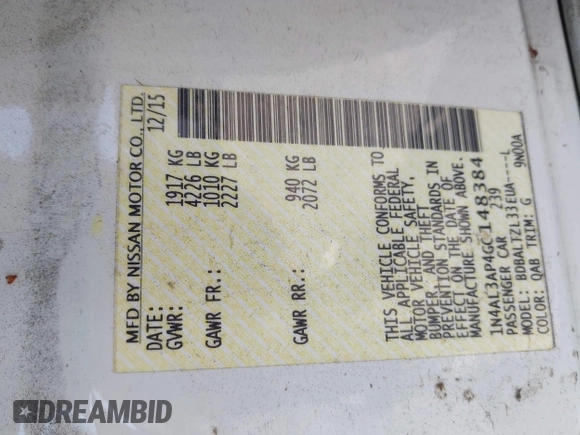 MFD BY NISSAN MOTOR CO., LTD.
DATE: 12/15
GVWR: 1917 KG
4226 LB
GAWR FR.: 1010 KG
2227 LB
GAWR RR.: 940 KG
2072 LB
THIS VEHICLE CONFORMS TO
ALL APPLICABLE FEDERAL
MOTOR VEHICLE SAFETY,
BUMPER, AND THEFT
PREVENTION STANDARDS IN
EFFECT ON THE DATE OF
MANUFACTURE SHOWN ABOVE.
1N4AL3AP4GC148384
PASSENGER CAR 239
MODEL: BDBALTZL33EUA----L
COLOR: QAB TRIM: G 9N00A
DREAMBID